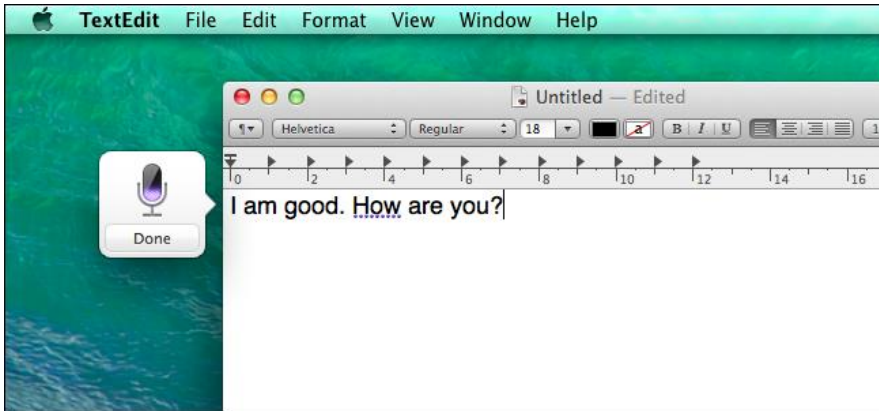 TextEdit File Edit Format View Window Help
Untitled — Edited
Helvetica Regular 18 a B I U
0 2 4 6 8 10 12 14 16
I am good. How are you?
Done